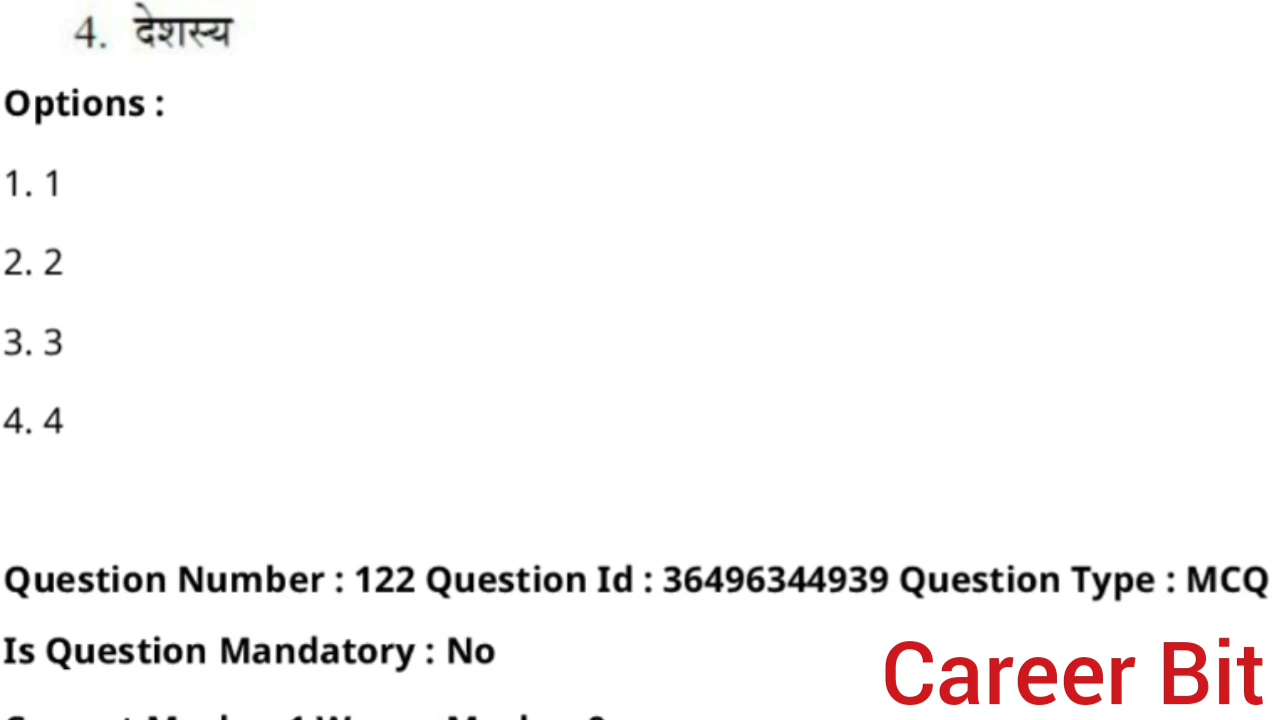 4. देशस्य
Options :
1. 1
2. 2
3. 3
4. 4
Question Number : 122 Question Id : 36496344939 Question Type : MCQ
Is Question Mandatory : No
Career Bit